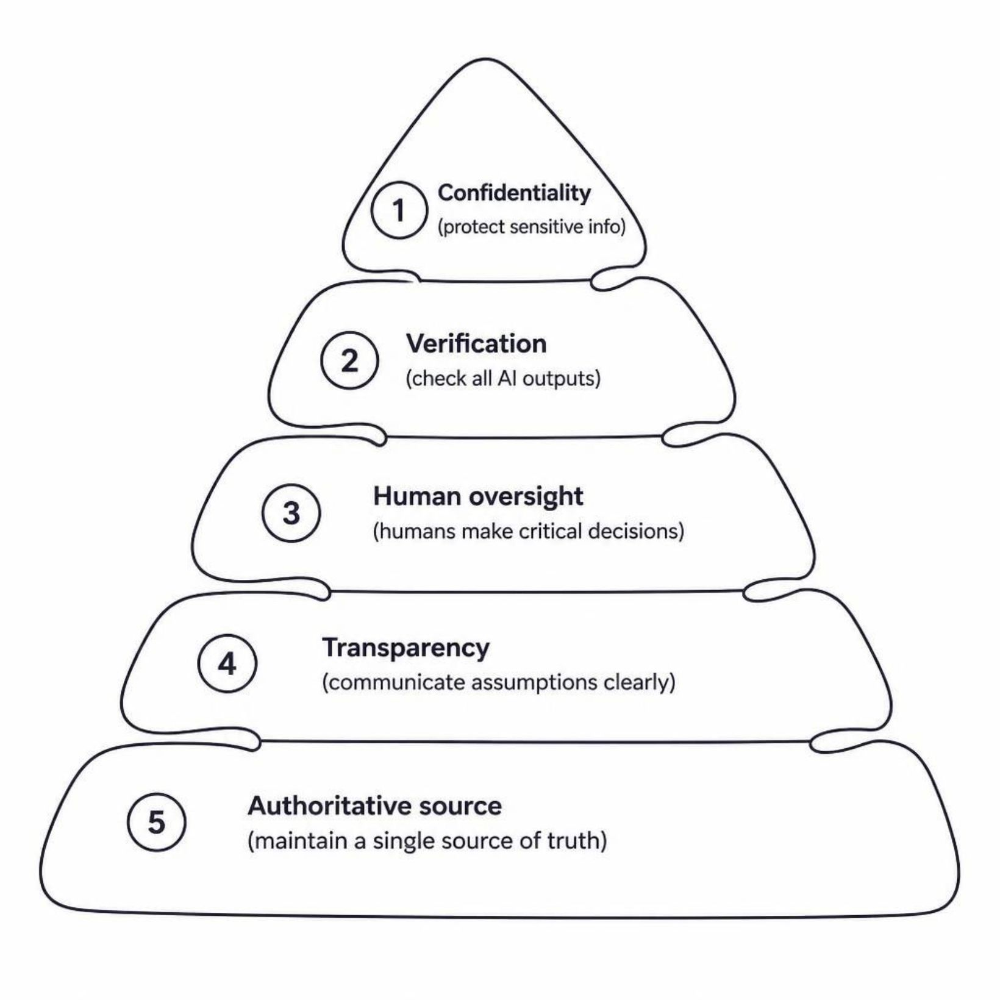 1
Confidentiality
(protect sensitive info)
2
Verification
(check all AI outputs)
3
Human oversight
(humans make critical decisions)
4
Transparency
(communicate assumptions clearly)
5
Authoritative source
(maintain a single source of truth)